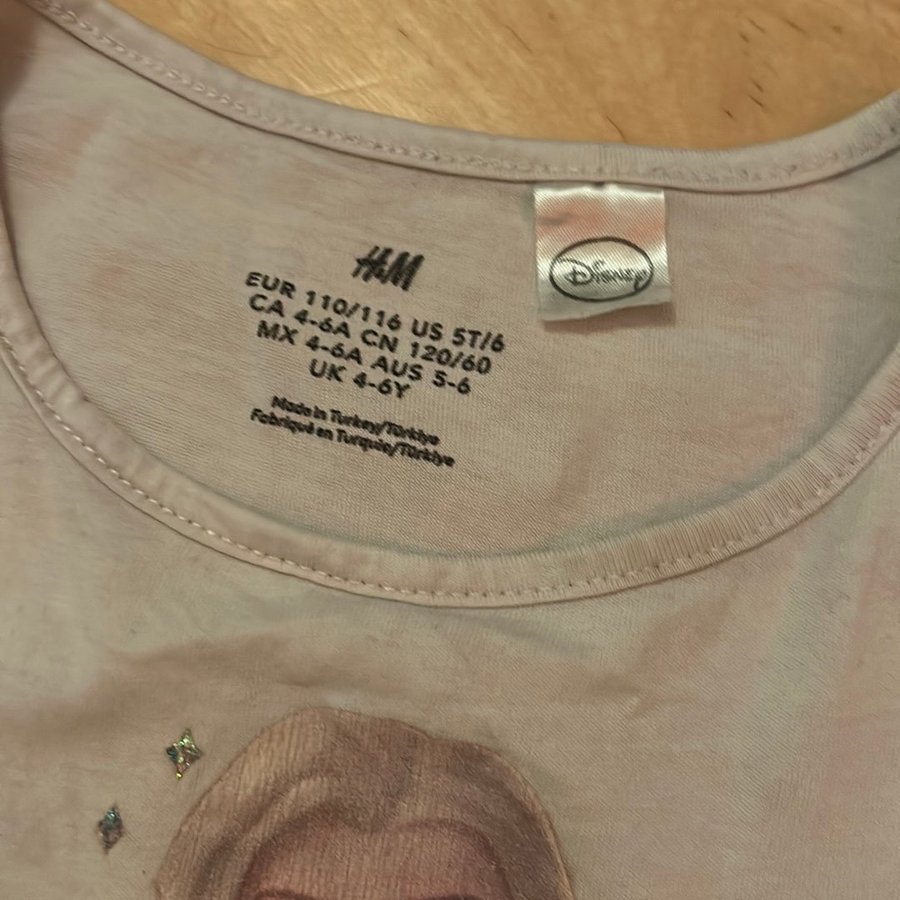 H&M
EUR 110/116 US 5T/6
CA 4-6A CN 120/60
MX 4-6A AUS 5-6
UK 4-6Y
Made in Turkey/Türkiye
Fabriqué en Turquie/Türkiye
Disney